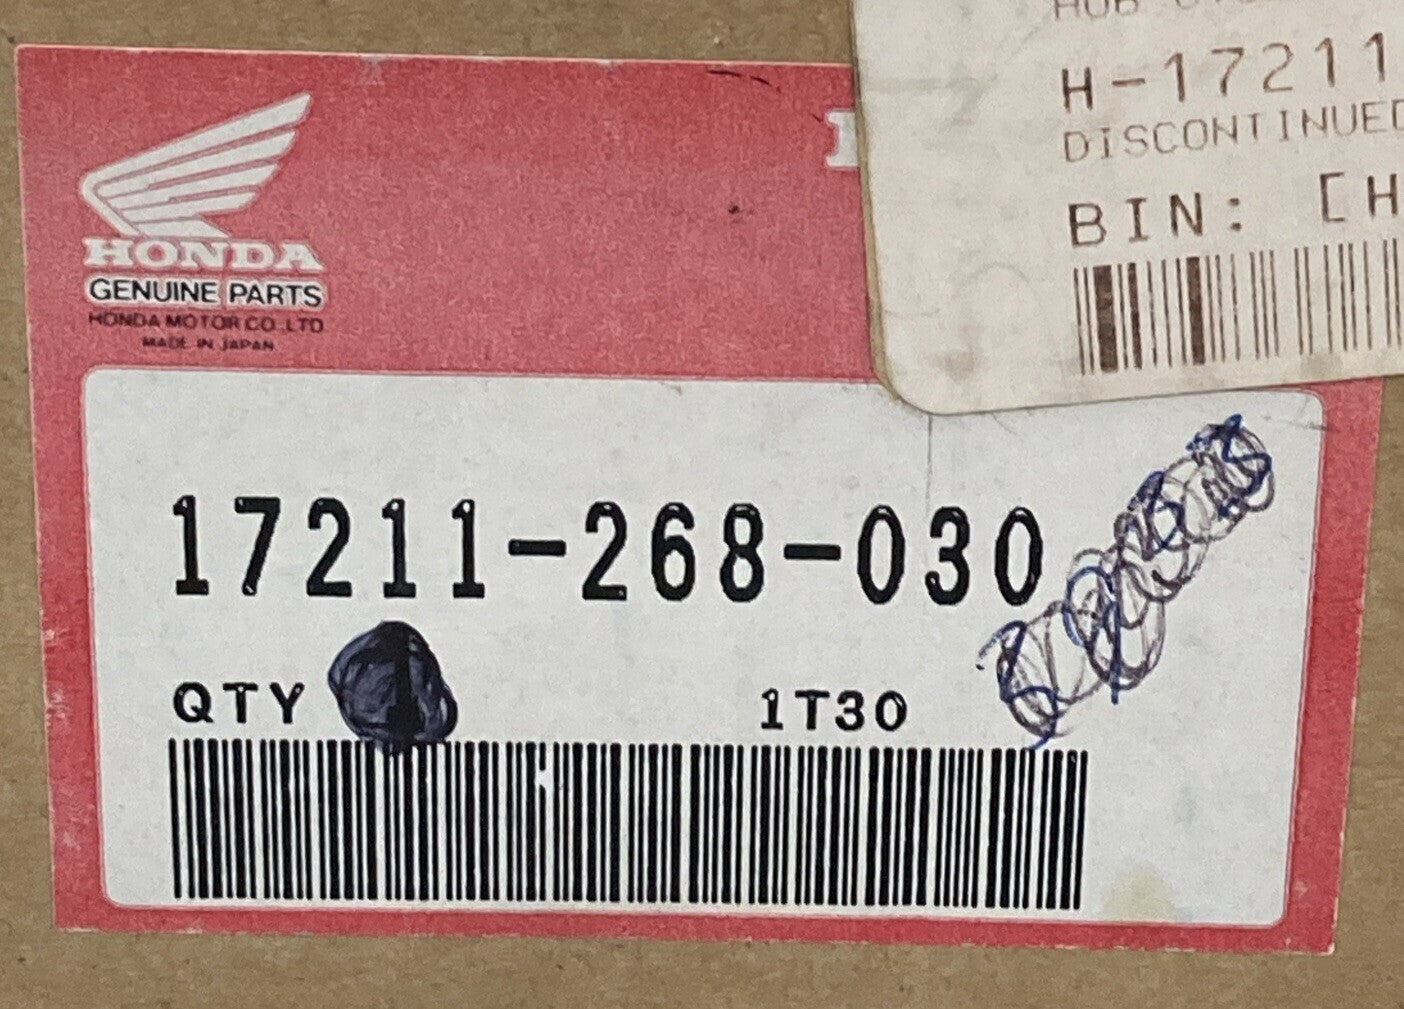 H-17211
DISCONTINUED
BIN: [H
HONDA
GENUINE PARTS
HONDA MOTOR CO.,LTD
MADE IN JAPAN
17211-268-030
QTY
1T30